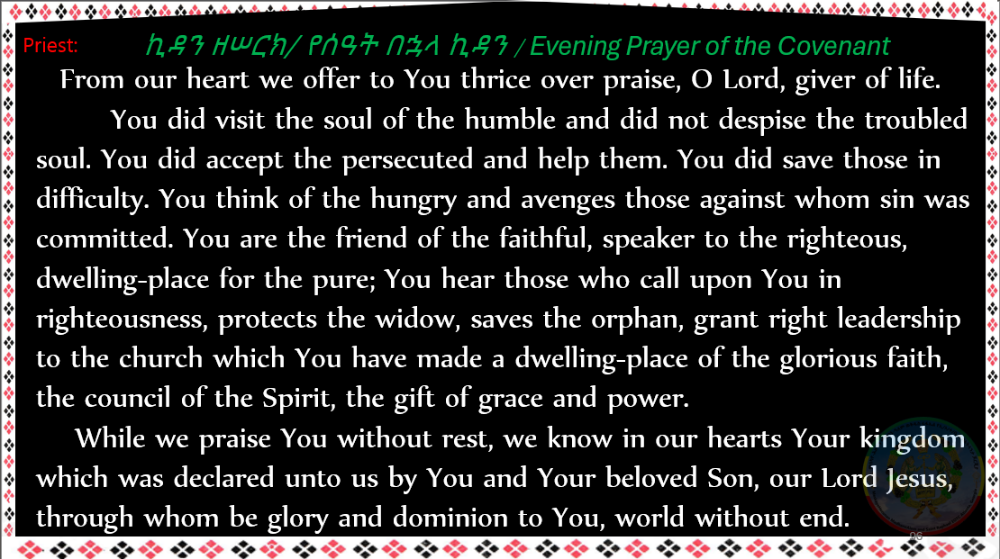 Priest: ኪዳን ዘሠርክ/ የሰዓት በኋላ ኪዳን / Evening Prayer of the Covenant
From our heart we offer to You thrice over praise, O Lord, giver of life.
You did visit the soul of the humble and did not despise the troubled
soul. You did accept the persecuted and help them. You did save those in
difficulty. You think of the hungry and avenges those against whom sin was
committed. You are the friend of the faithful, speaker to the righteous,
dwelling-place for the pure; You hear those who call upon You in
righteousness, protects the widow, saves the orphan, grant right leadership
to the church which You have made a dwelling-place of the glorious faith,
the council of the Spirit, the gift of grace and power.
While we praise You without rest, we know in our hearts Your kingdom
which was declared unto us by You and Your beloved Son, our Lord Jesus,
through whom be glory and dominion to You, world without end.
96